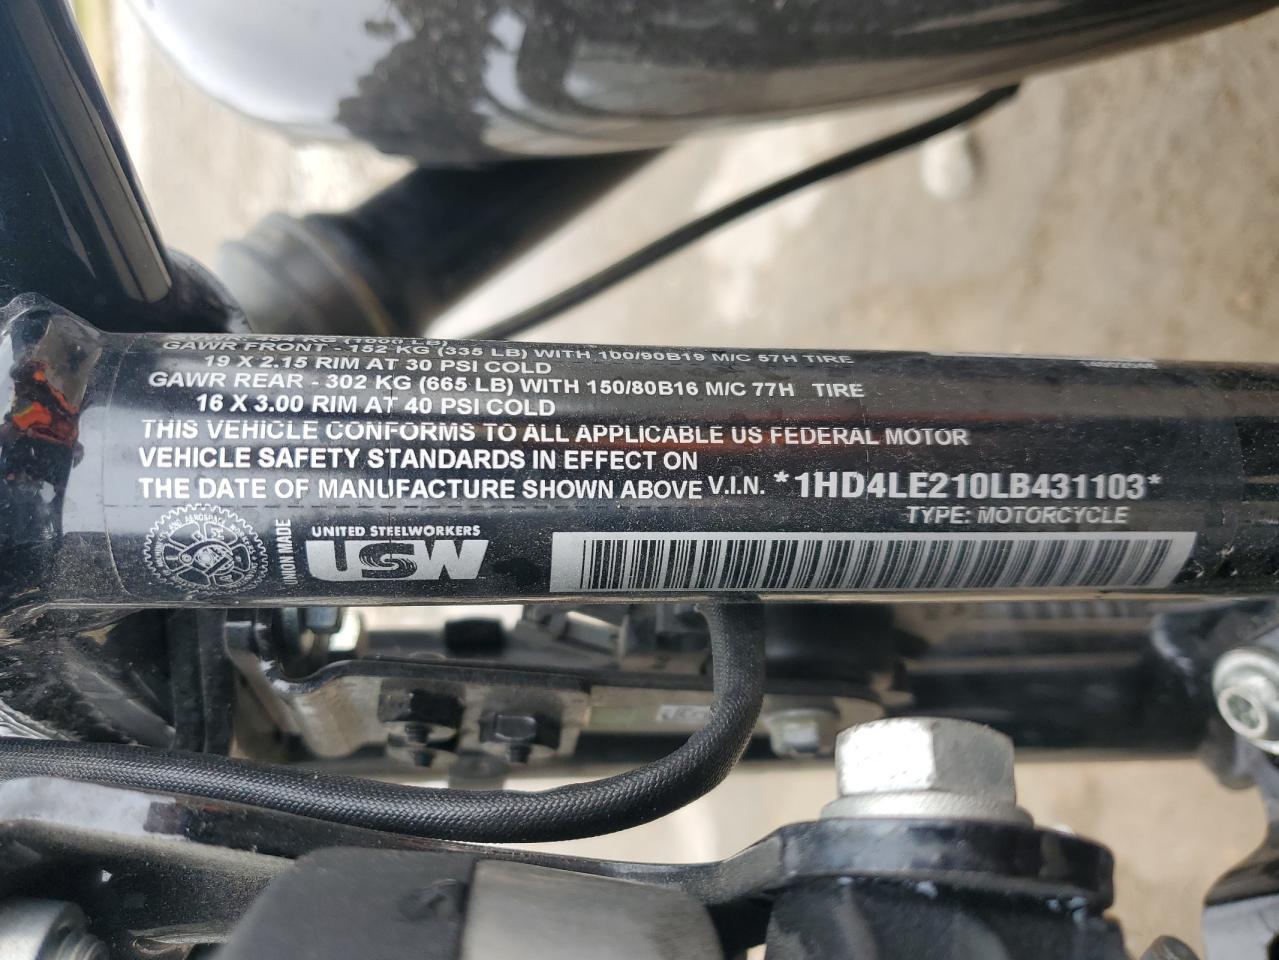 (1000 LB)
GAWR FRONT - 152 KG (335 LB) WITH 100/90B19 M/C 57H TIRE
19 X 2.15 RIM AT 30 PSI COLD
GAWR REAR - 302 KG (665 LB) WITH 150/80B16 M/C 77H TIRE
16 X 3.00 RIM AT 40 PSI COLD
THIS VEHICLE CONFORMS TO ALL APPLICABLE US FEDERAL MOTOR
VEHICLE SAFETY STANDARDS IN EFFECT ON
THE DATE OF MANUFACTURE SHOWN ABOVE V.I.N. *1HD4LE210LB431103*
TYPE: MOTORCYCLE
UNION MADE
UNITED STEELWORKERS
USW